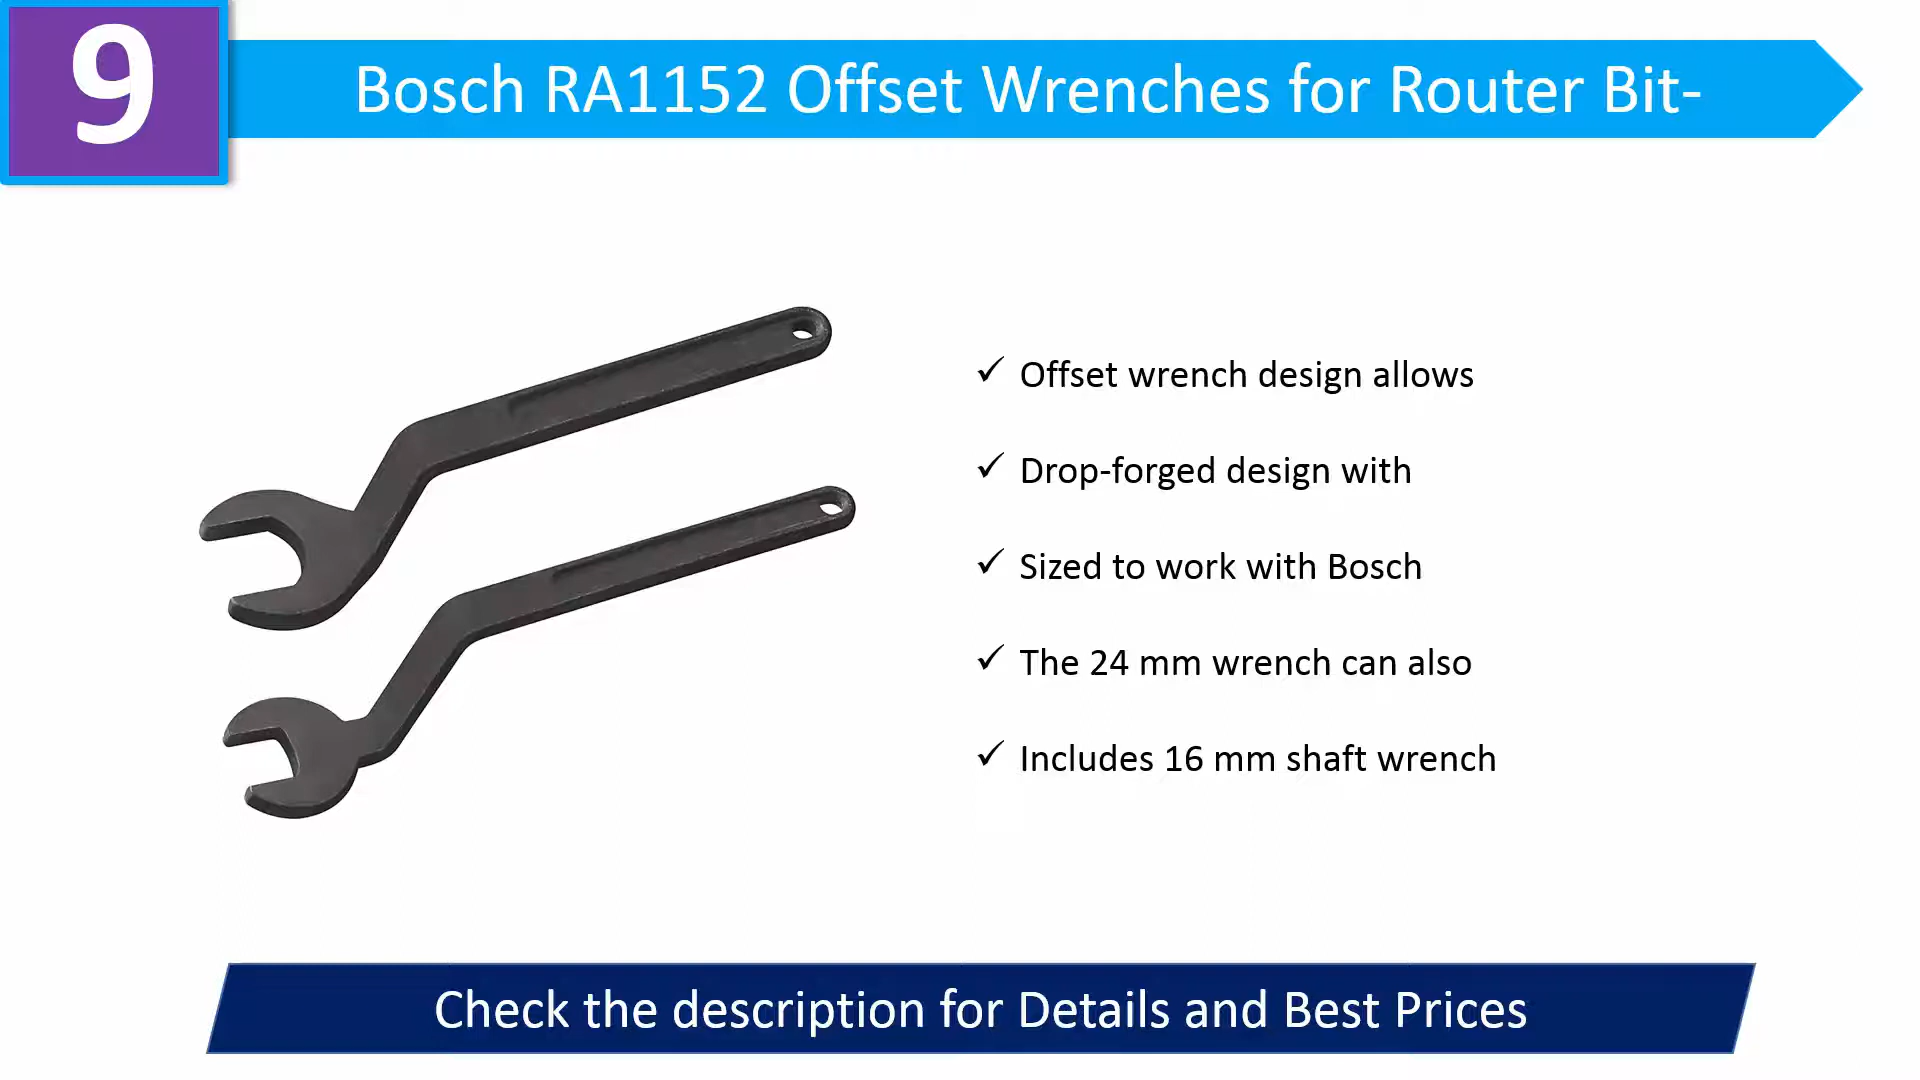 9
Bosch RA1152 Offset Wrenches for Router Bit-
Offset wrench design allows
Drop-forged design with
Sized to work with Bosch
The 24 mm wrench can also
Includes 16 mm shaft wrench
Check the description for Details and Best Prices